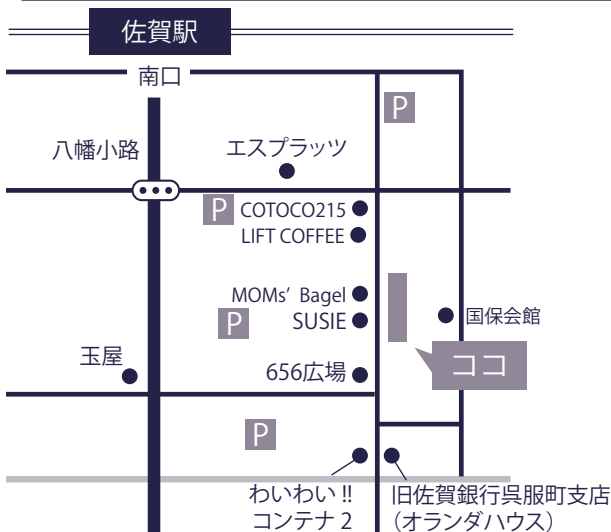 佐賀駅
南口
P
八幡小路
エスプラッツ
P
COTOCO215
LIFT COFFEE
MOMs' Bagel
P
SUSIE
国保会館
ココ
玉屋
656広場
P
わいわい!!
コンテナ2
旧佐賀銀行呉服町支店
（オランダハウス）